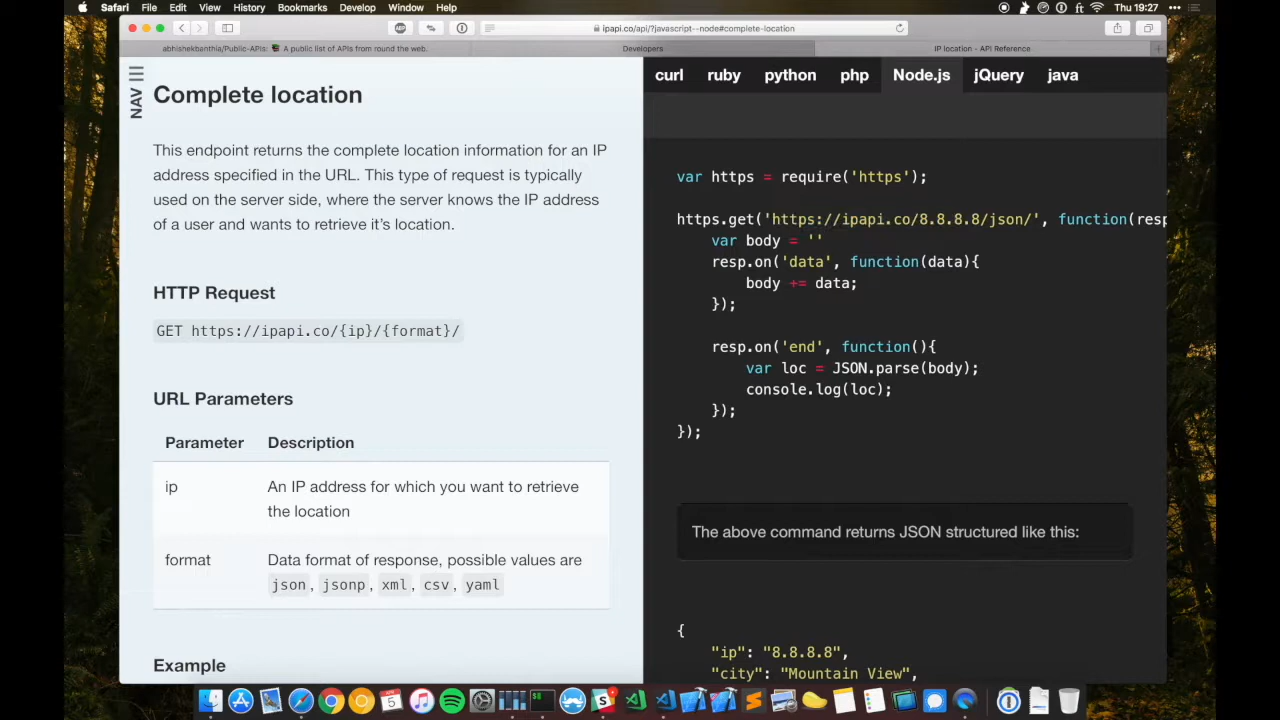 Safari File Edit View History Bookmarks Develop Window Help Thu 19:27
ipapi.co/api/?javascript--node#complete-location
abhishekbanthia/Public-APIs: A public list of APIs from round the web. Developers IP location - API Reference
NAV
Complete location
This endpoint returns the complete location information for an IP
address specified in the URL. This type of request is typically
used on the server side, where the server knows the IP address
of a user and wants to retrieve it’s location.
HTTP Request
GET https://ipapi.co/{ip}/{format}/
URL Parameters
Parameter Description
ip An IP address for which you want to retrieve
the location
format Data format of response, possible values are
json, jsonp, xml, csv, yaml
Example
curl ruby python php Node.js jQuery java
var https = require('https');
https.get('https://ipapi.co/8.8.8.8/json/', function(resp
var body = ''
resp.on('data', function(data){
body += data;
});
resp.on('end', function(){
var loc = JSON.parse(body);
console.log(loc);
});
});
The above command returns JSON structured like this:
{
"ip": "8.8.8.8",
"city": "Mountain View",